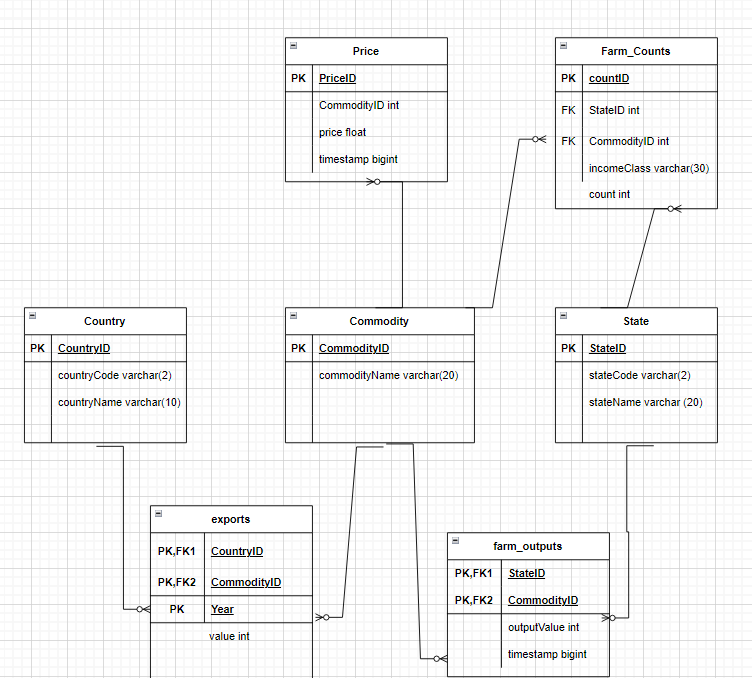 Price
PK PriceID
CommodityID int
price float
timestamp bigint
Farm_Counts
PK countID
FK StateID int
FK CommodityID int
incomeClass varchar(30)
count int
Country
PK CountryID
countryCode varchar(2)
countryName varchar(10)
Commodity
PK CommodityID
commodityName varchar(20)
State
PK StateID
stateCode varchar(2)
stateName varchar (20)
exports
PK,FK1 CountryID
PK,FK2 CommodityID
PK Year
value int
farm_outputs
PK,FK1 StateID
PK,FK2 CommodityID
outputValue int
timestamp bigint